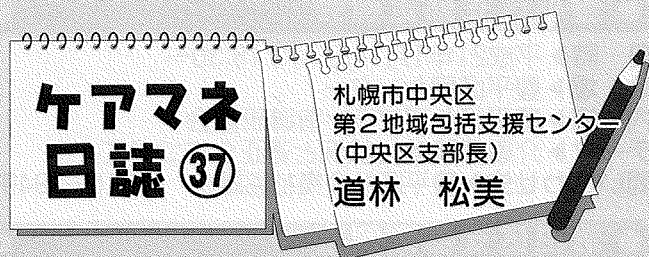 ケアマネ
日誌㊲
札幌市中央区
第2地域包括支援センター
(中央区支部長)
道林 松美